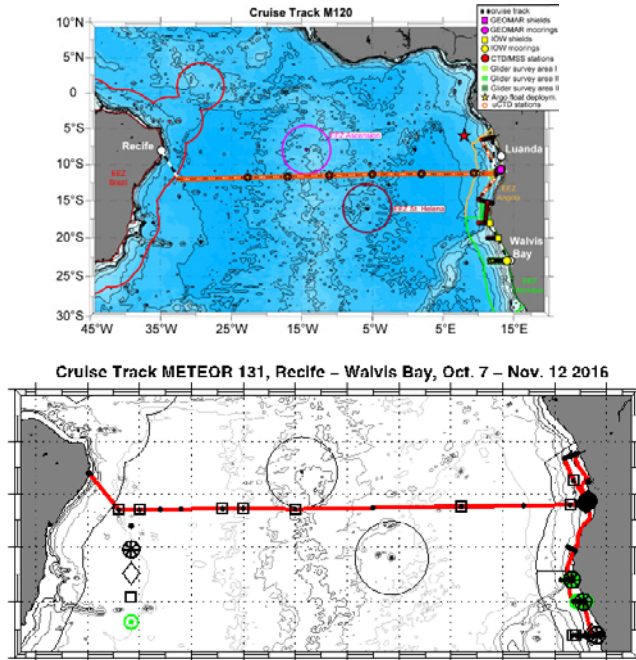 Cruise Track M120
10°N
5°N
0
5°S
10°S
15°S
20°S
25°S
30°S
45°W
35°W
25°W
15°W
5°W
5°E
15°E
Recife
Luanda
Walvis
Bay
EEZ
Brazil
EEZ Ascension
EEZ St. Helena
EEZ
Angola
EEZ
cruise track
GEOMAR shields
GEOMAR moorings
IOW shields
IOW moorings
CTD/MSS stations
Glider survey area I
Glider survey area II
Glider survey area II
Argo float deploym.
uCTD stations
Cruise Track METEOR 131, Recife – Walvis Bay, Oct. 7 – Nov. 12 2016